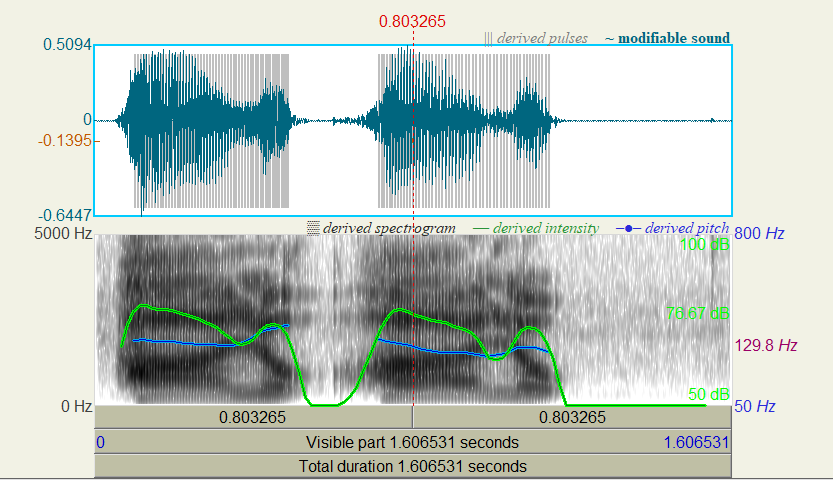 0.803265
derived pulses ~ modifiable sound
0.5094
0
-0.1395
-0.6447
5000 Hz derived spectrogram derived intensity derived pitch 800 Hz
100 dB
76.67 dB
129.8 Hz
50 dB
0 Hz 50 Hz
0.803265 0.803265
0 Visible part 1.606531 seconds 1.606531
Total duration 1.606531 seconds